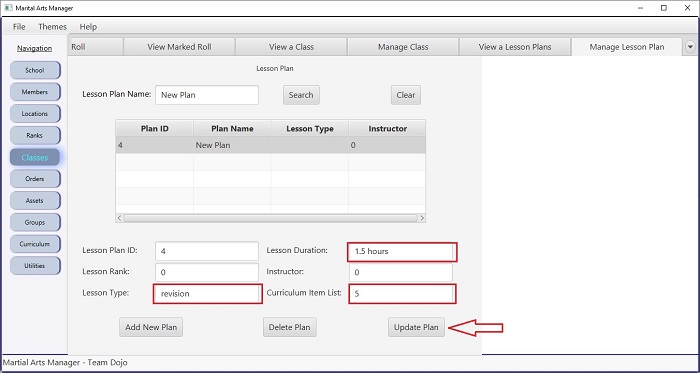 Marital Arts Manager
File Themes Help
Navigation
Roll View Marked Roll View a Class Manage Class View a Lesson Plans Manage Lesson Plan
School
Members
Locations
Ranks
Classes
Orders
Assets
Groups
Curriculum
Utilities
Lesson Plan
Lesson Plan Name: New Plan Search Clear
Plan ID Plan Name Lesson Type Instructor
4 New Plan 0
Lesson Plan ID: 4 Lesson Duration: 1.5 hours
Lesson Rank: 0 Instructor: 0
Lesson Type: revision Curriculum Item List: 5
Add New Plan Delete Plan Update Plan
Martial Arts Manager - Team Dojo